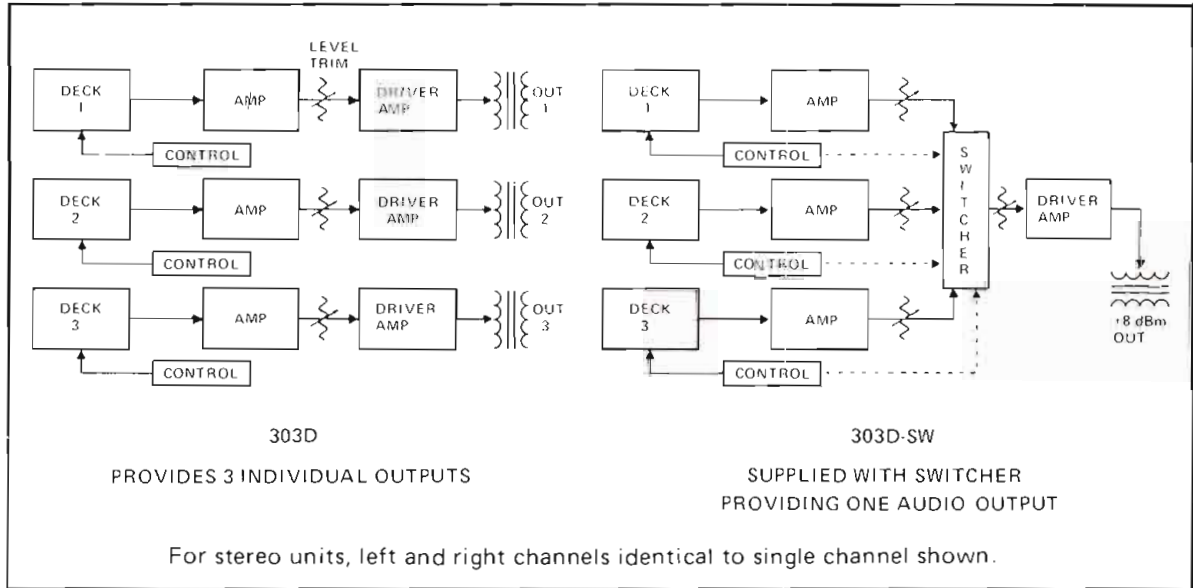 LEVEL
TRIM
DECK
1
AMP
DRIVER
AMP
OUT
1
CONTROL
DECK
2
AMP
DRIVER
AMP
OUT
2
CONTROL
DECK
3
AMP
DRIVER
AMP
OUT
3
CONTROL
303D
PROVIDES 3 INDIVIDUAL OUTPUTS
DECK
1
AMP
CONTROL
DECK
2
AMP
CONTROL
DECK
3
AMP
CONTROL
SWITCHER
DRIVER
AMP
+8 dBm
OUT
303D-SW
SUPPLIED WITH SWITCHER
PROVIDING ONE AUDIO OUTPUT
For stereo units, left and right channels identical to single channel shown.